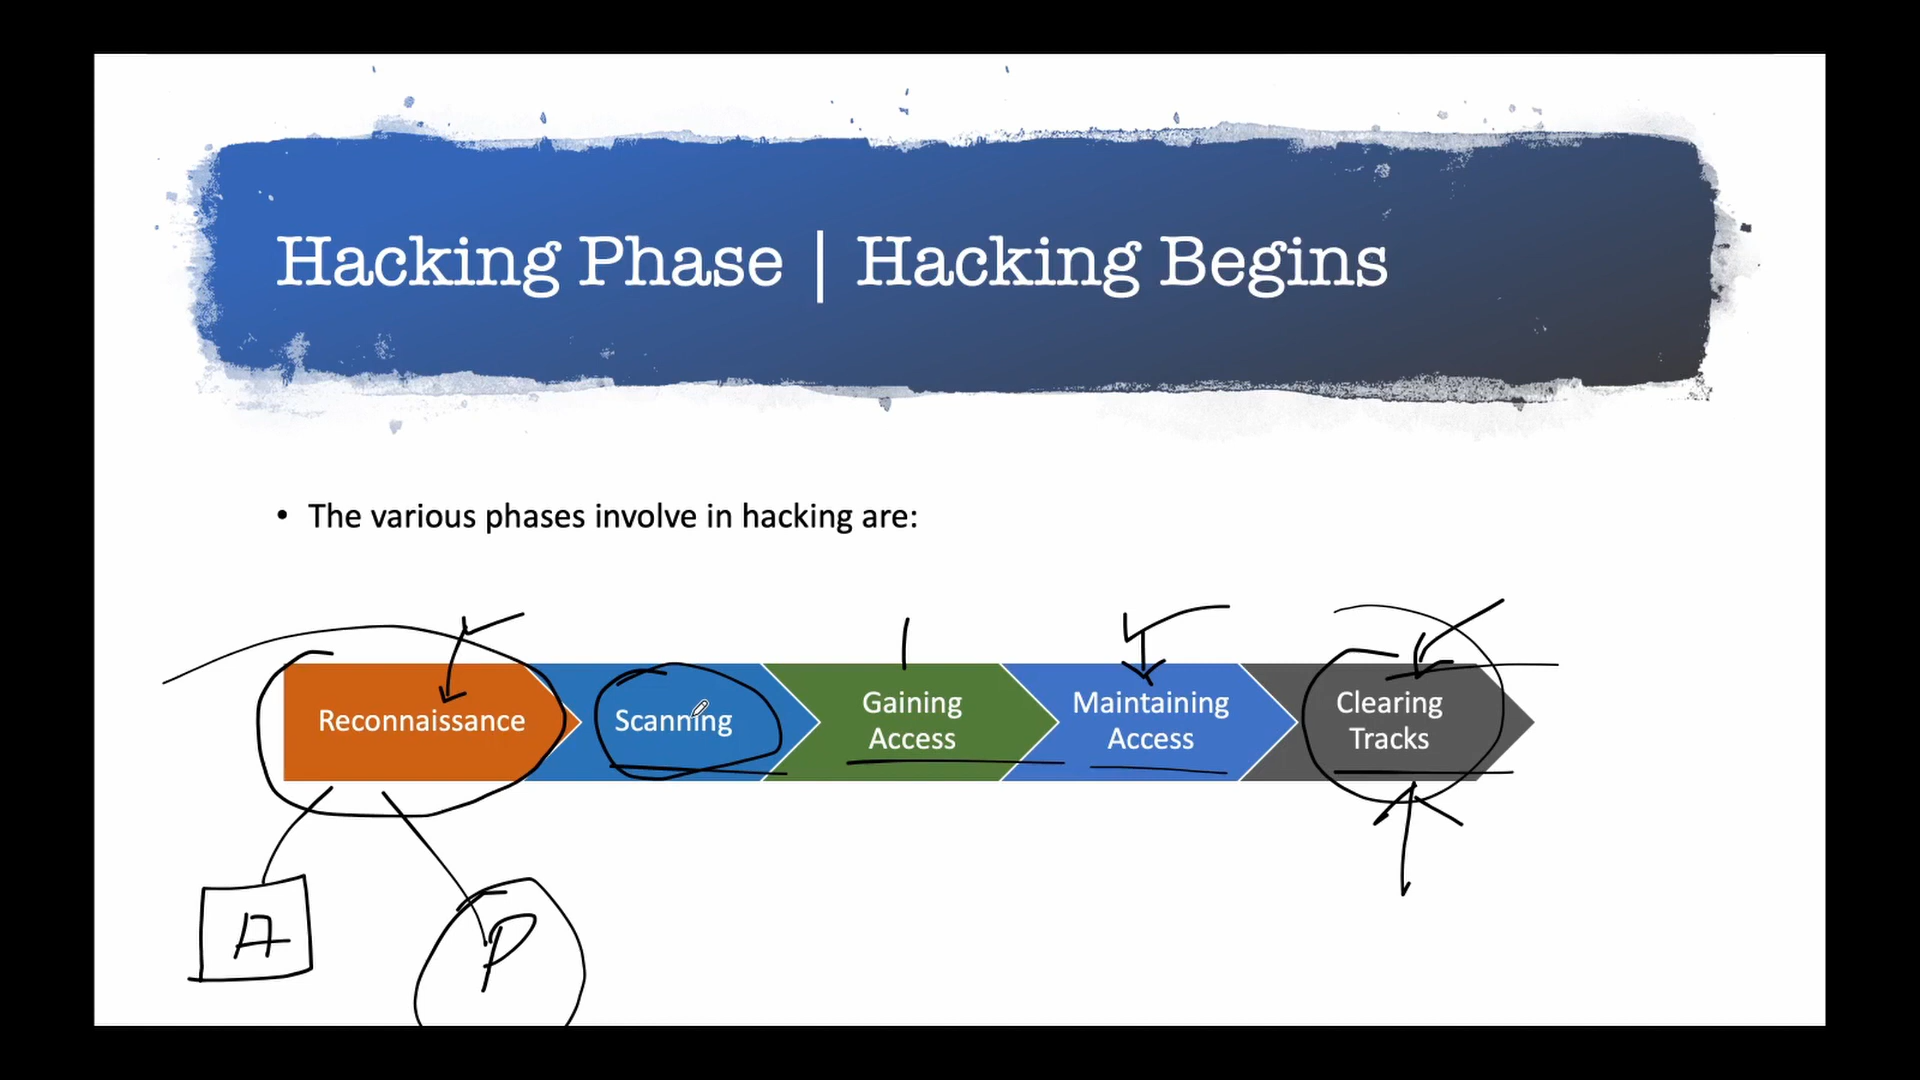 Hacking Phase | Hacking Begins
• The various phases involve in hacking are:
Reconnaissance
Scanning
Gaining
Access
Maintaining
Access
Clearing
Tracks
A
P